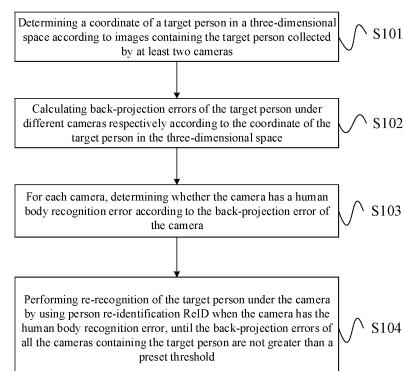 Determining a coordinate of a target person in a three-dimensional
space according to images containing the target person collected
by at least two cameras
S101
Calculating back-projection errors of the target person under
different cameras respectively according to the coordinate of the
target person in the three-dimensional space
S102
For each camera, determining whether the camera has a human
body recognition error according to the back-projection error of
the camera
S103
Performing re-recognition of the target person under the camera
by using person re-identification ReID when the camera has the
human body recognition error, until the back-projection errors of
all the cameras containing the target person are not greater than a
preset threshold
S104